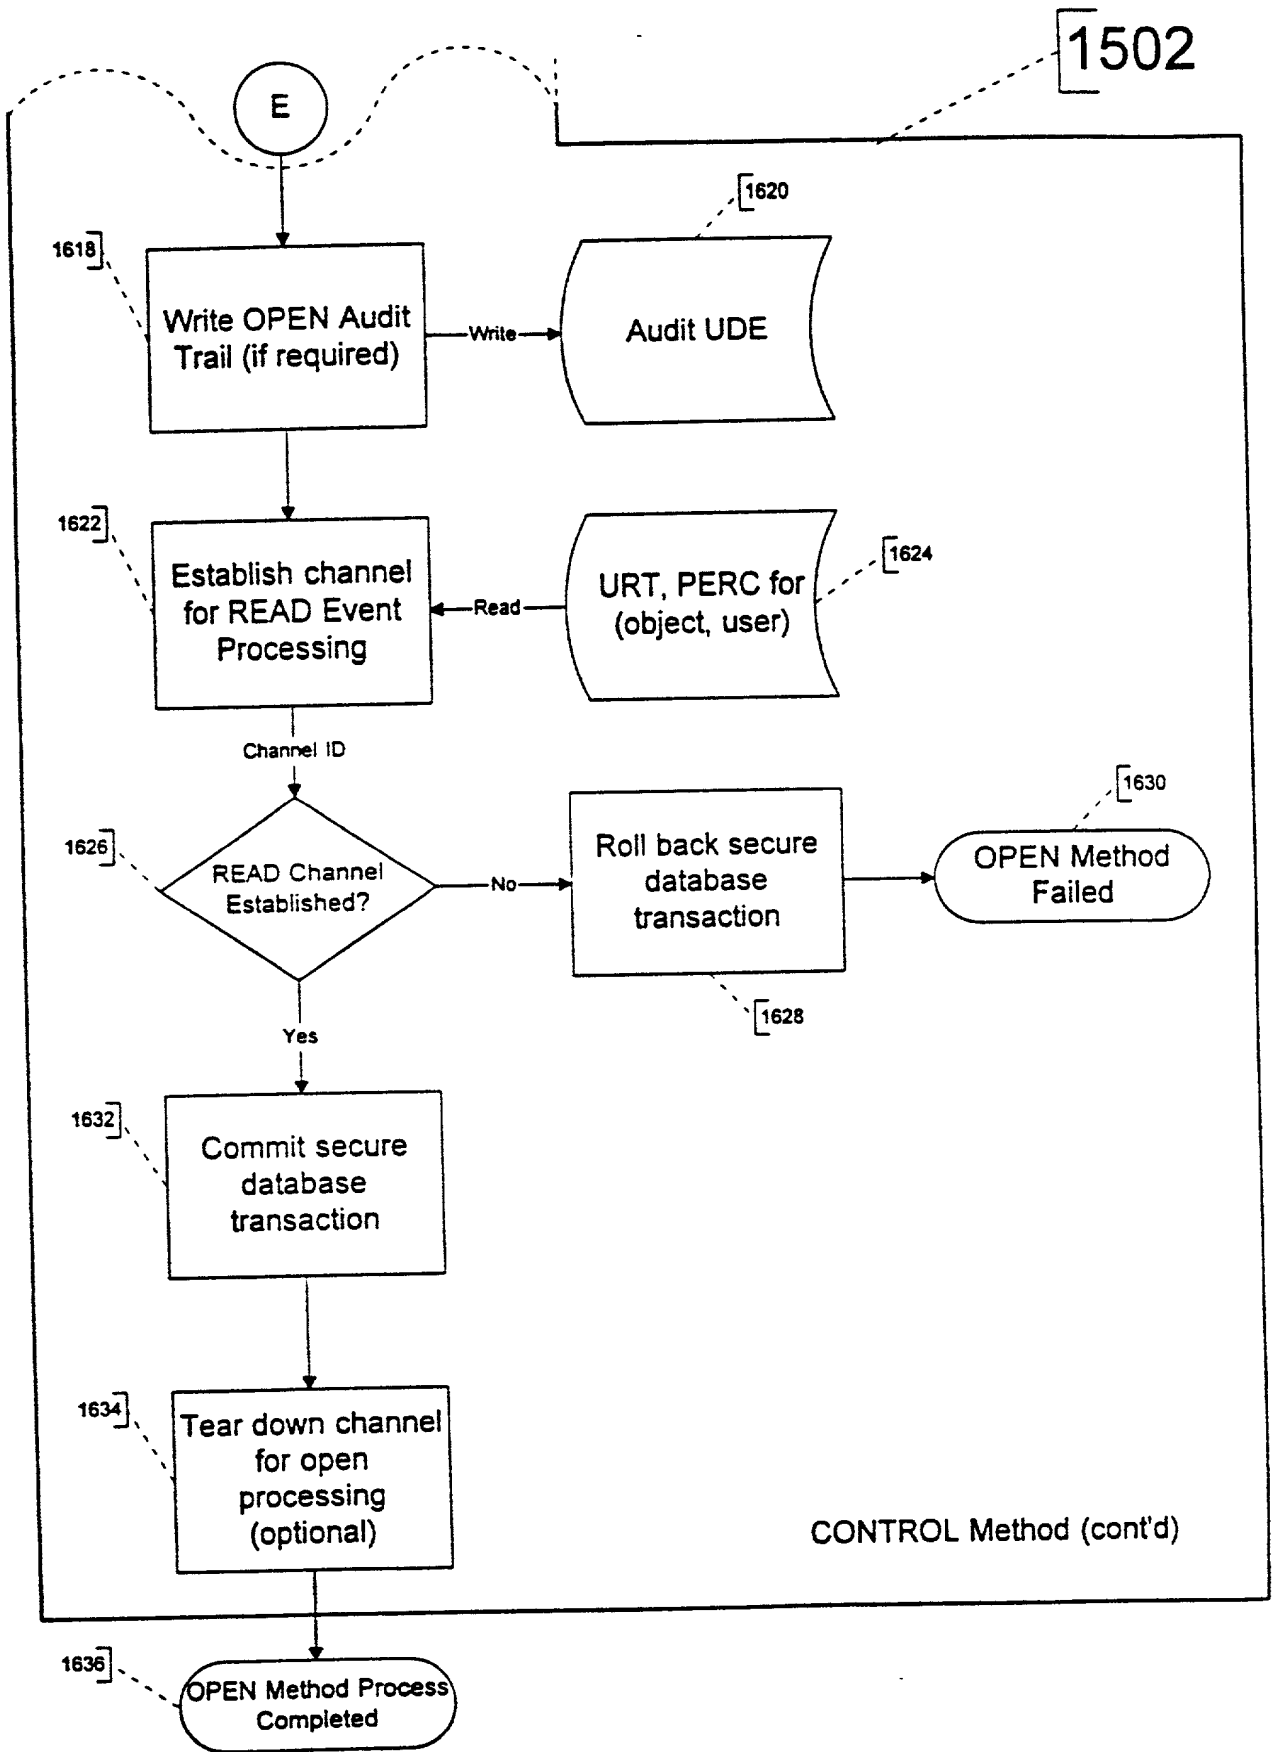 1502
E
1620
1618
Write OPEN Audit
Trail (if required)
Write
Audit UDE
1622
1624
Establish channel
for READ Event
Processing
Read
URT, PERC for
(object, user)
Channel ID
1630
1626
READ Channel
Established?
No
Roll back secure
database
transaction
OPEN Method
Failed
1628
Yes
1632
Commit secure
database
transaction
1634
Tear down channel
for open
processing
(optional)
CONTROL Method (cont'd)
1636
OPEN Method Process
Completed